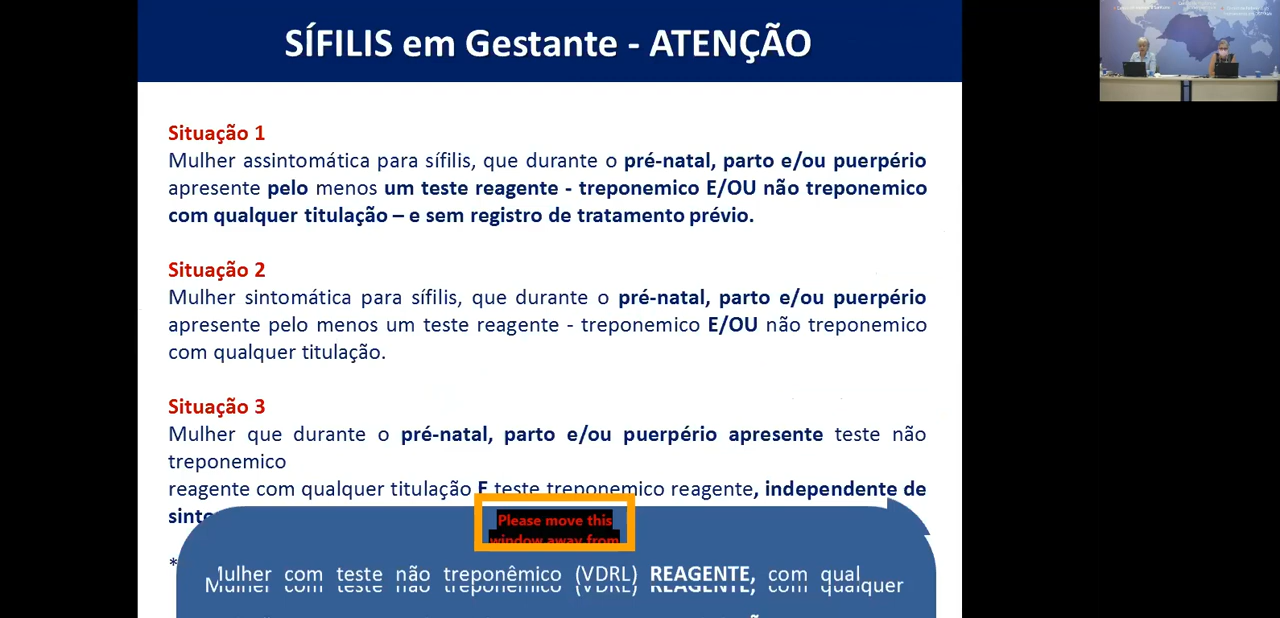 SÍFILIS em Gestante - ATENÇÃO
Situação 1
Mulher assintomática para sífilis, que durante o pré-natal, parto e/ou puerpério
apresente pelo menos um teste reagente - treponemico E/OU não treponemico
com qualquer titulação – e sem registro de tratamento prévio.
Situação 2
Mulher sintomática para sífilis, que durante o pré-natal, parto e/ou puerpério
apresente pelo menos um teste reagente - treponemico E/OU não treponemico
com qualquer titulação.
Situação 3
Mulher que durante o pré-natal, parto e/ou puerpério apresente teste não
treponemico
reagente com qualquer titulação E teste treponemico reagente, independente de
Please move this
window away from
*
Mulher com teste não treponêmico (VDRL) REAGENTE, com qualquer